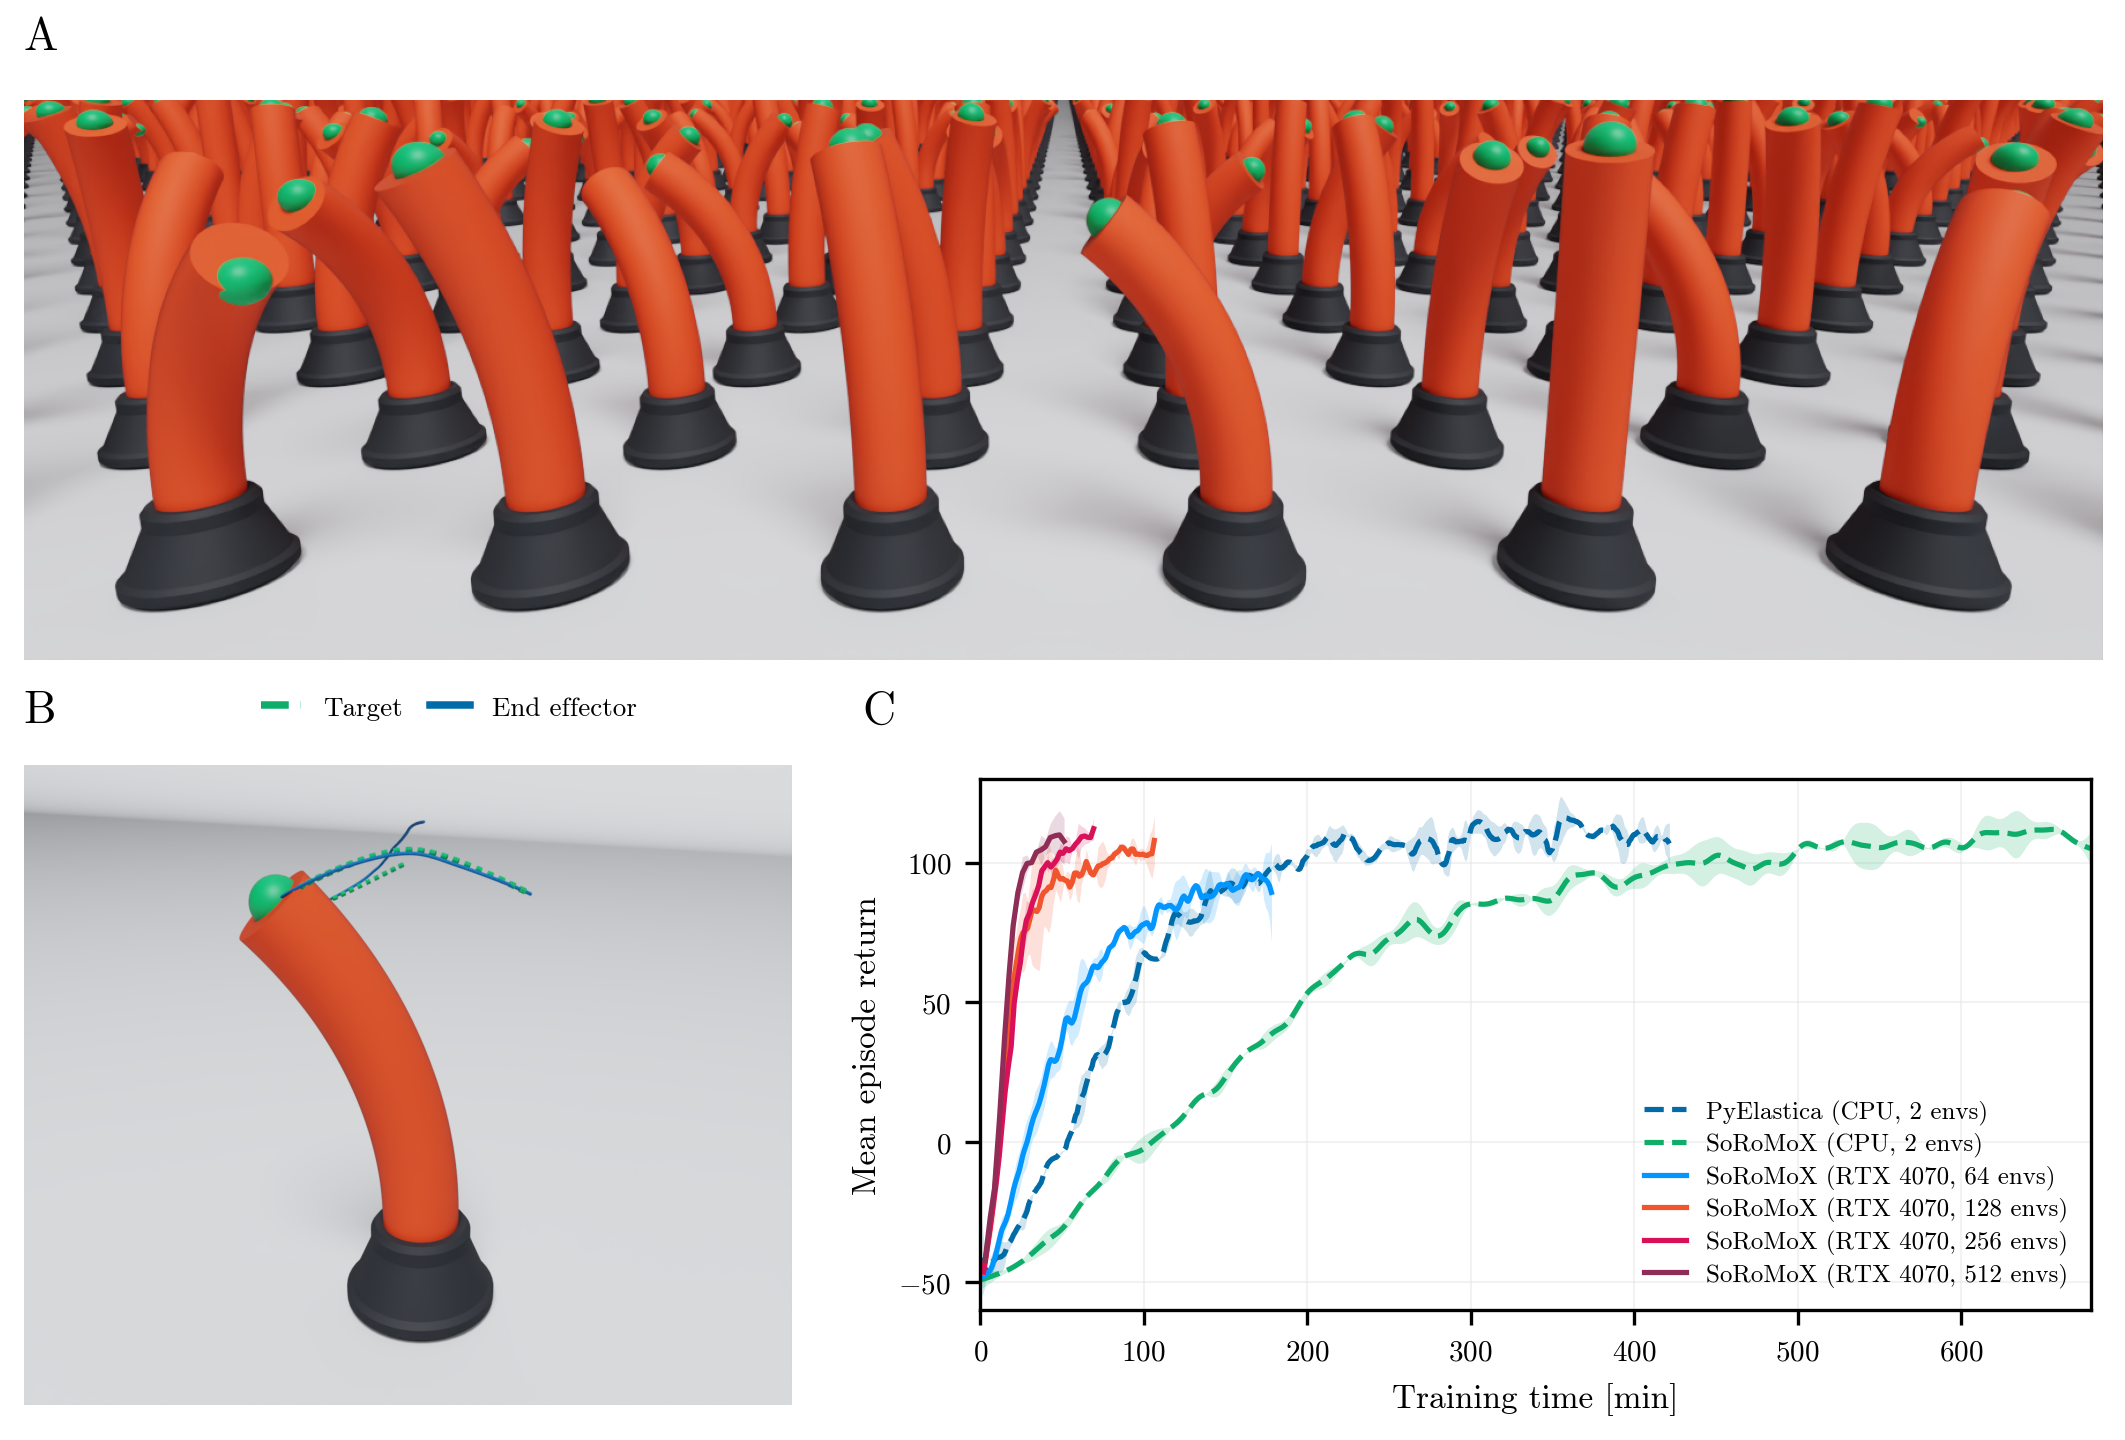 A
B
Target
End effector
C
Mean episode return
100
50
0
−50
PyElastica (CPU, 2 envs)
SoRoMoX (CPU, 2 envs)
SoRoMoX (RTX 4070, 64 envs)
SoRoMoX (RTX 4070, 128 envs)
SoRoMoX (RTX 4070, 256 envs)
SoRoMoX (RTX 4070, 512 envs)
0
100
200
300
400
500
600
Training time [min]